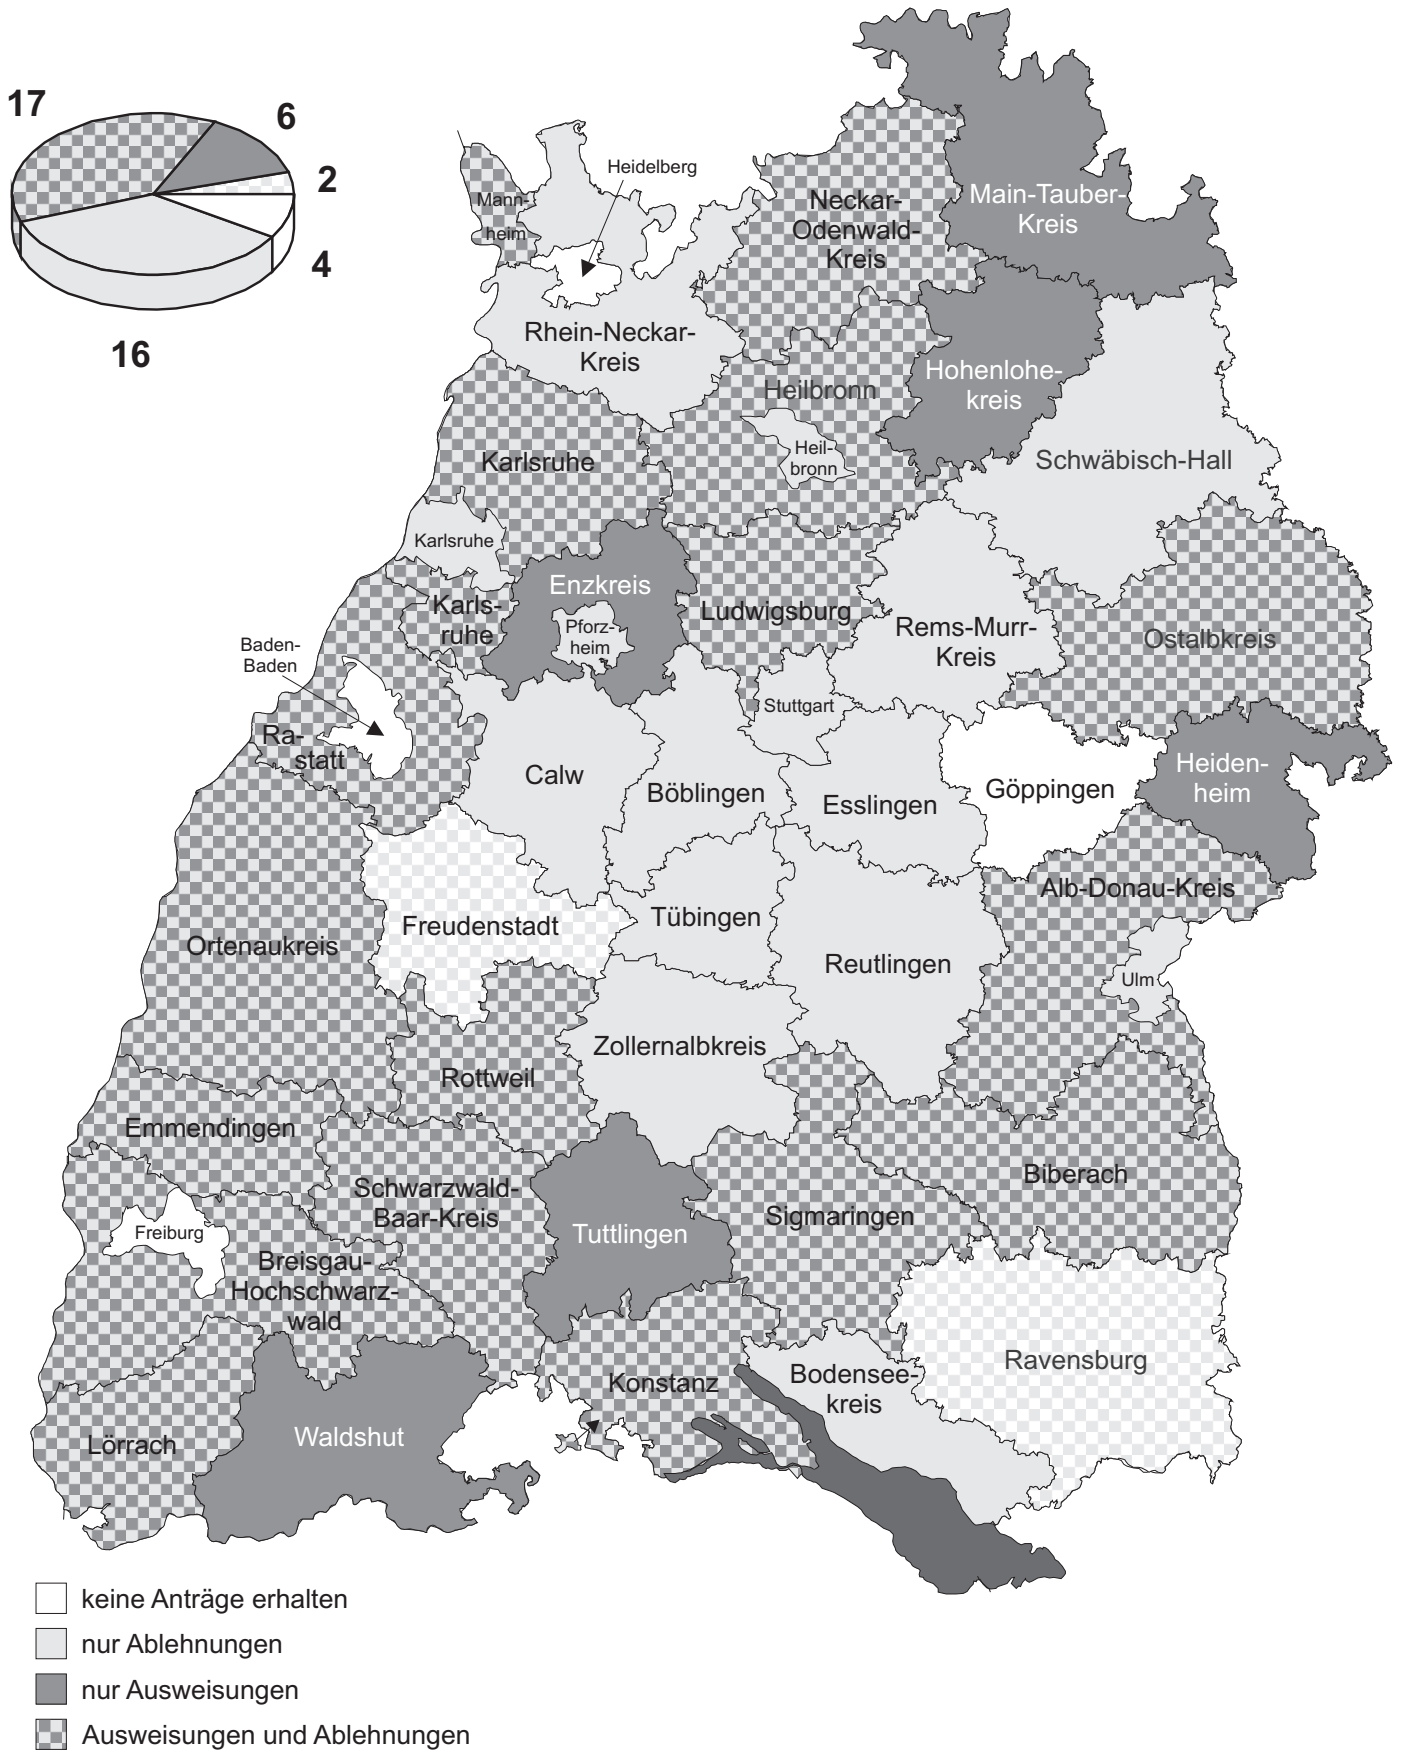 17
6
2
4
16
Heidelberg
Mann-
heim
Neckar-
Odenwald-
Kreis
Main-Tauber-
Kreis
Rhein-Neckar-
Kreis
Heilbronn
Hohenlohe-
kreis
Heil-
bronn
Schwäbisch-Hall
Karlsruhe
Karlsruhe
Enzkreis
Pforz-
heim
Karls-
ruhe
Ludwigsburg
Rems-Murr-
Kreis
Ostalbkreis
Baden-
Baden
Ra-
statt
Stuttgart
Calw
Böblingen
Esslingen
Göppingen
Heiden-
heim
Alb-Donau-Kreis
Freudenstadt
Tübingen
Ortenaukreis
Reutlingen
Ulm
Zollernalbkreis
Rottweil
Emmendingen
Biberach
Schwarzwald-
Baar-Kreis
Sigmaringen
Freiburg
Tuttlingen
Breisgau-
Hochschwarz-
wald
Ravensburg
Konstanz
Bodensee-
kreis
Waldshut
Lörrach
keine Anträge erhalten
nur Ablehnungen
nur Ausweisungen
Ausweisungen und Ablehnungen